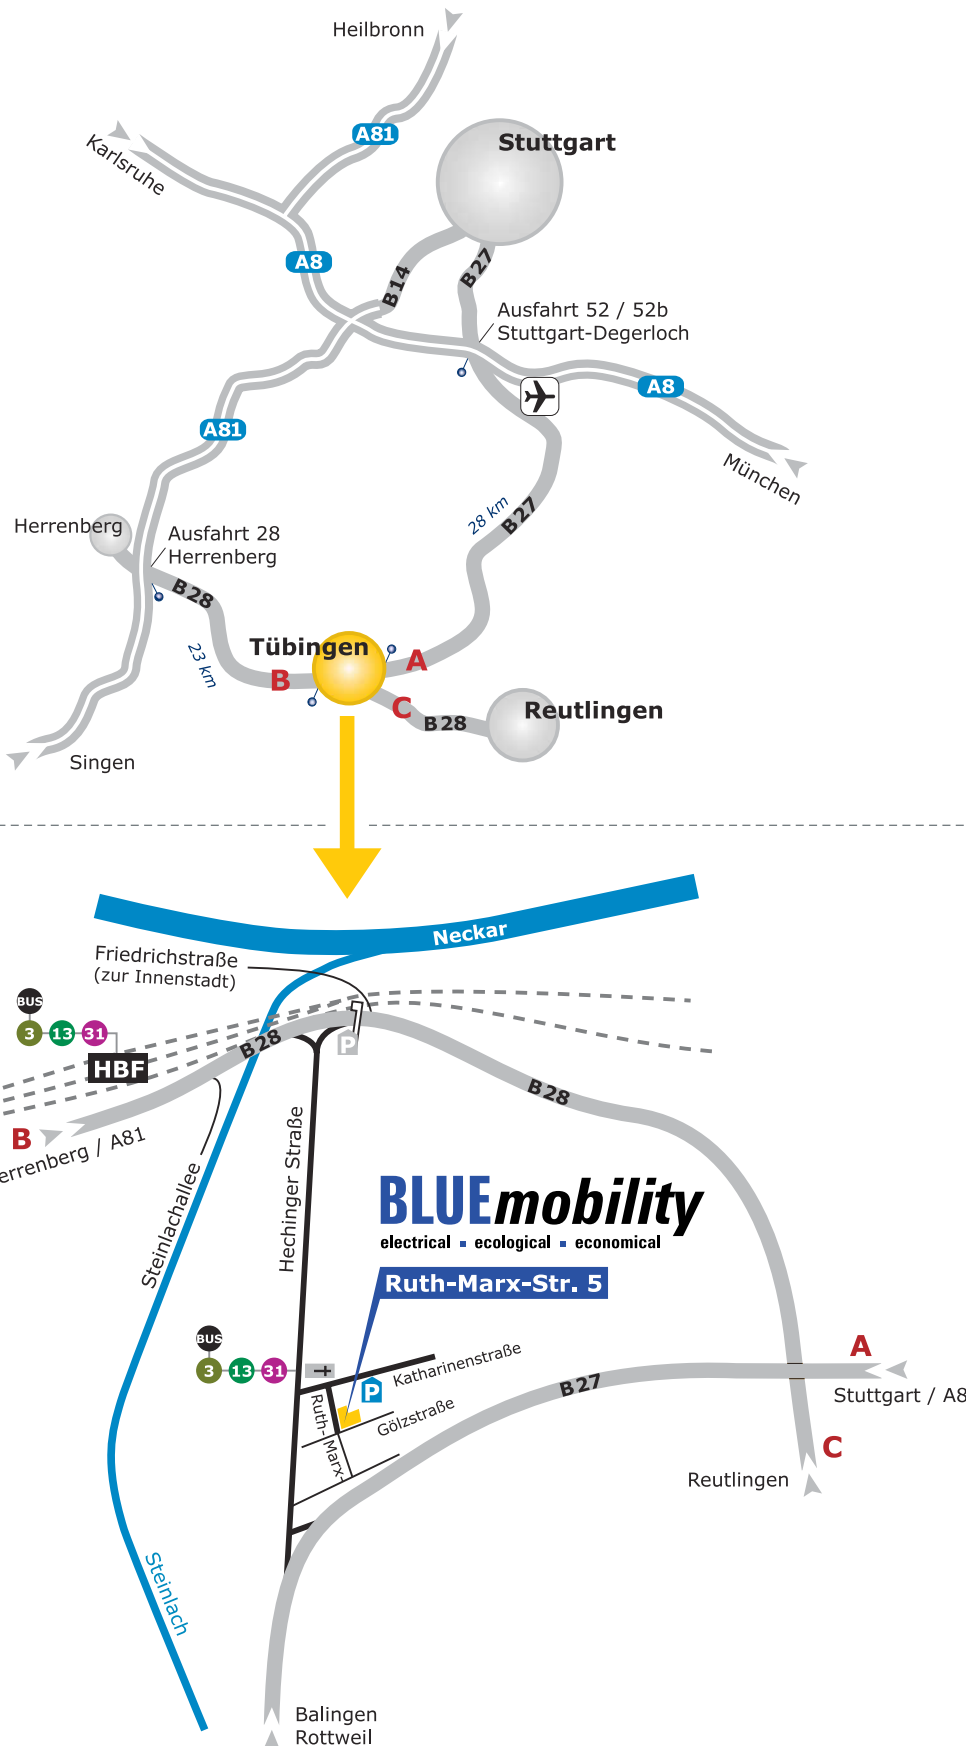 Heilbronn
A81
Karlsruhe
Stuttgart
A8
B14
B27
Ausfahrt 52 / 52b
Stuttgart-Degerloch
A8
A81
München
28 km
B27
Herrenberg
Ausfahrt 28
Herrenberg
B28
23 km
Tübingen
A
B
C
B28
Reutlingen
Singen
Neckar
Friedrichstraße
(zur Innenstadt)
BUS
3 13 31
HBF
B28
P
B28
B
errenberg / A81
Steinlachallee
Hechinger Straße
BLUEmobility
electrical ▪ ecological ▪ economical
Ruth-Marx-Str. 5
BUS
3 13 31
Katharinenstraße
P
Ruth-Marx-
Gölzstraße
B27
A
Stuttgart / A8
C
Reutlingen
Steinlach
Balingen
Rottweil